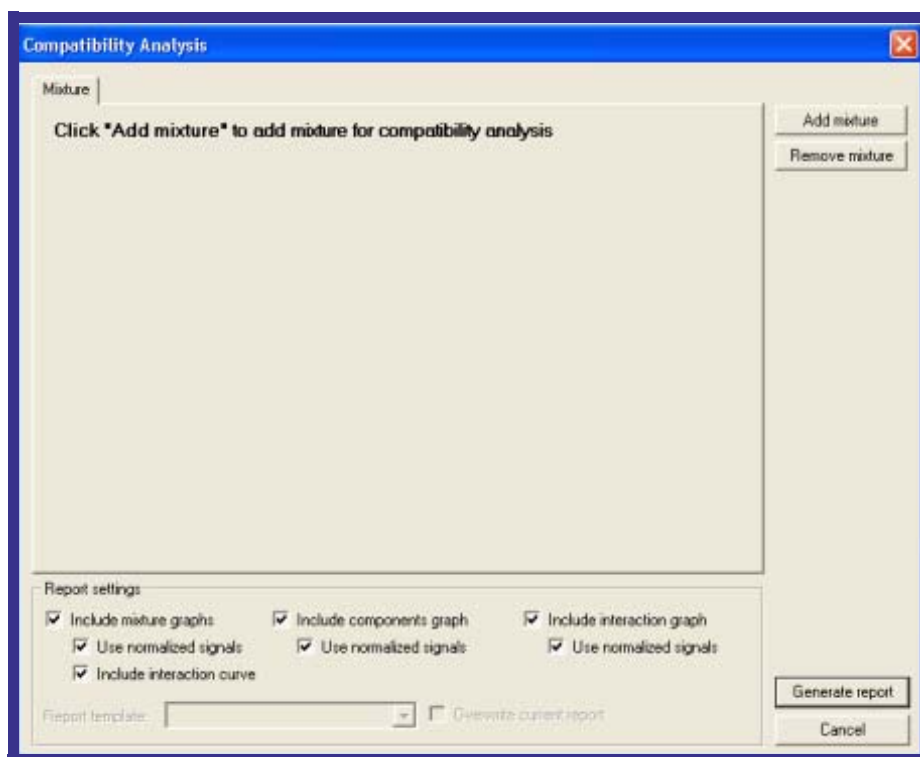 Compatibility Analysis
Mixture
Click "Add mixture" to add mixture for compatibility analysis
Add mixture
Remove mixture
Report settings
Include mixture graphs
Include components graph
Include interaction graph
Use normalized signals
Use normalized signals
Use normalized signals
Include interaction curve
Report template:
Overwrite current report
Generate report
Cancel